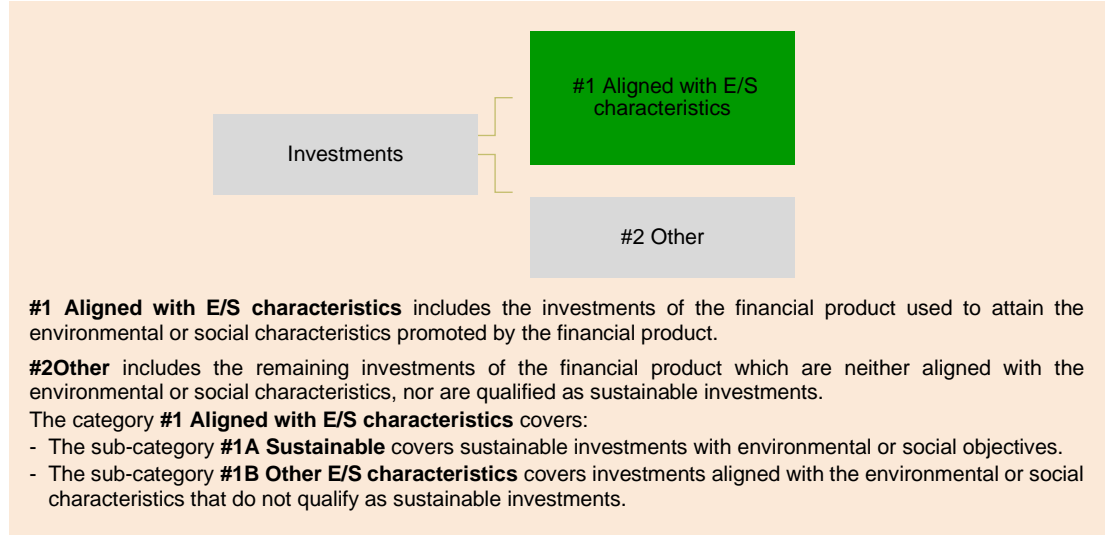 #1 Aligned with E/S
characteristics
Investments
#2 Other
#1 Aligned with E/S characteristics includes the investments of the financial product used to attain the
environmental or social characteristics promoted by the financial product.
#2Other includes the remaining investments of the financial product which are neither aligned with the
environmental or social characteristics, nor are qualified as sustainable investments.
The category #1 Aligned with E/S characteristics covers:
- The sub-category #1A Sustainable covers sustainable investments with environmental or social objectives.
- The sub-category #1B Other E/S characteristics covers investments aligned with the environmental or social
characteristics that do not qualify as sustainable investments.